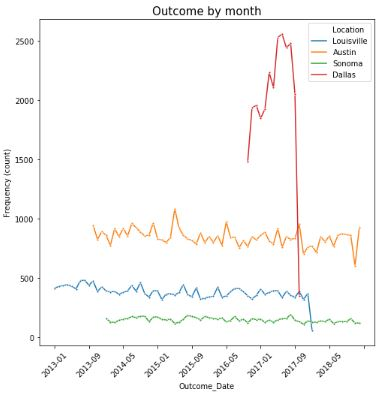 Outcome by month
Location
Louisville
Austin
Sonoma
Dallas
2500
2000
1500
1000
500
0
Frequency (count)
2013-01
2013-09
2014-05
2015-01
2015-09
2016-05
2017-01
2017-09
2018-05
Outcome_Date